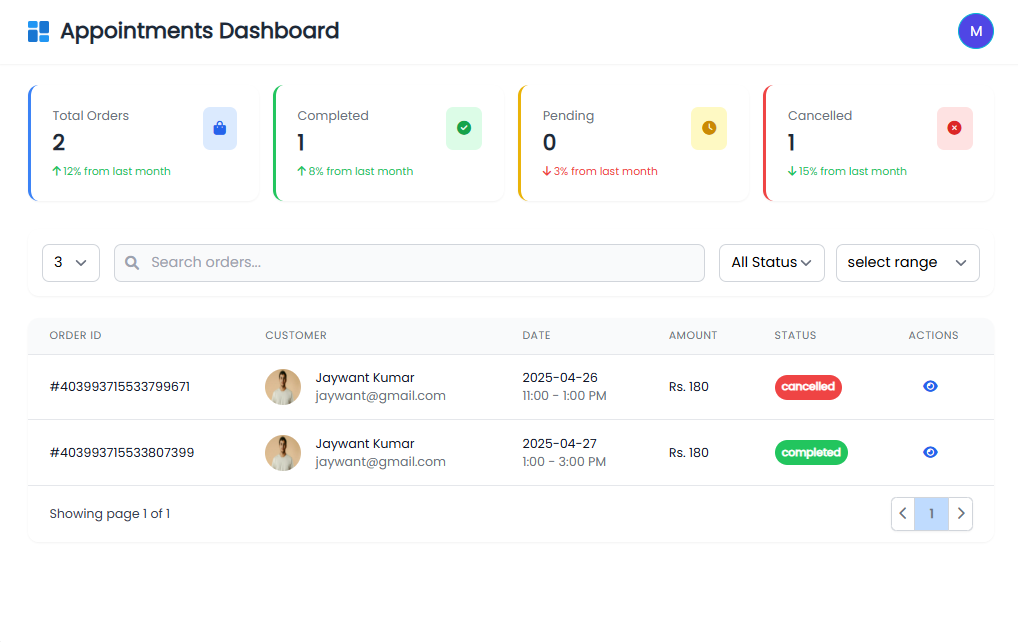 Appointments Dashboard
M
Total Orders
2
12% from last month
Completed
1
8% from last month
Pending
0
3% from last month
Cancelled
1
15% from last month
3
Search orders...
All Status
select range
ORDER ID CUSTOMER DATE AMOUNT STATUS ACTIONS
#403993715533799671 Jaywant Kumar 2025-04-26 Rs. 180 cancelled
jaywant@gmail.com 11:00 - 1:00 PM
#403993715533807399 Jaywant Kumar 2025-04-27 Rs. 180 completed
jaywant@gmail.com 1:00 - 3:00 PM
Showing page 1 of 1
1